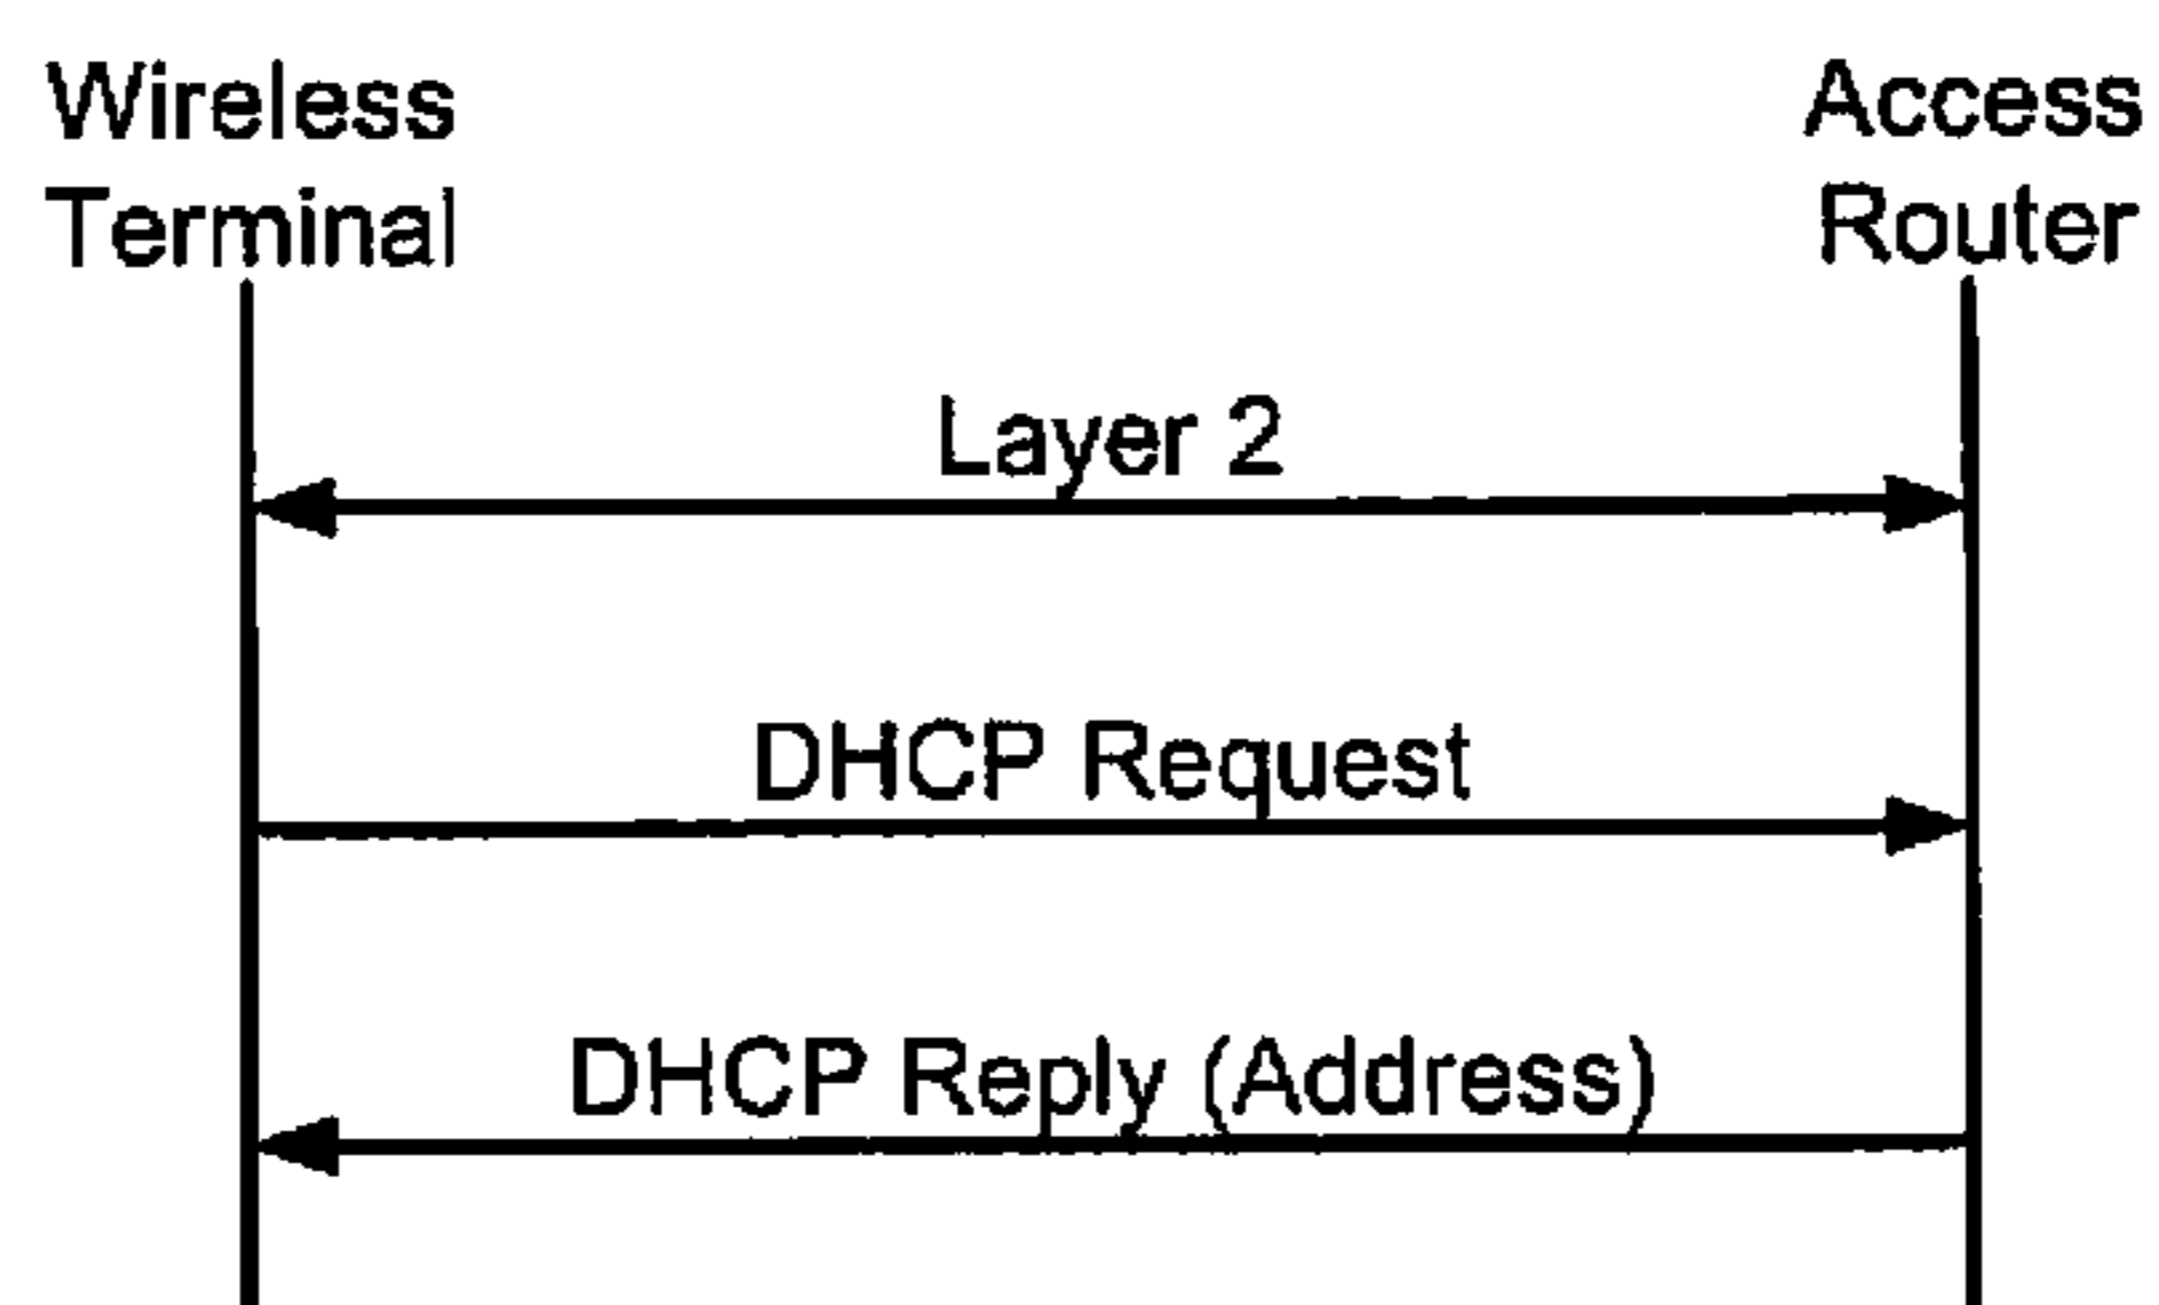 Wireless
Terminal
Access
Router
Layer 2
DHCP Request
DHCP Reply (Address)